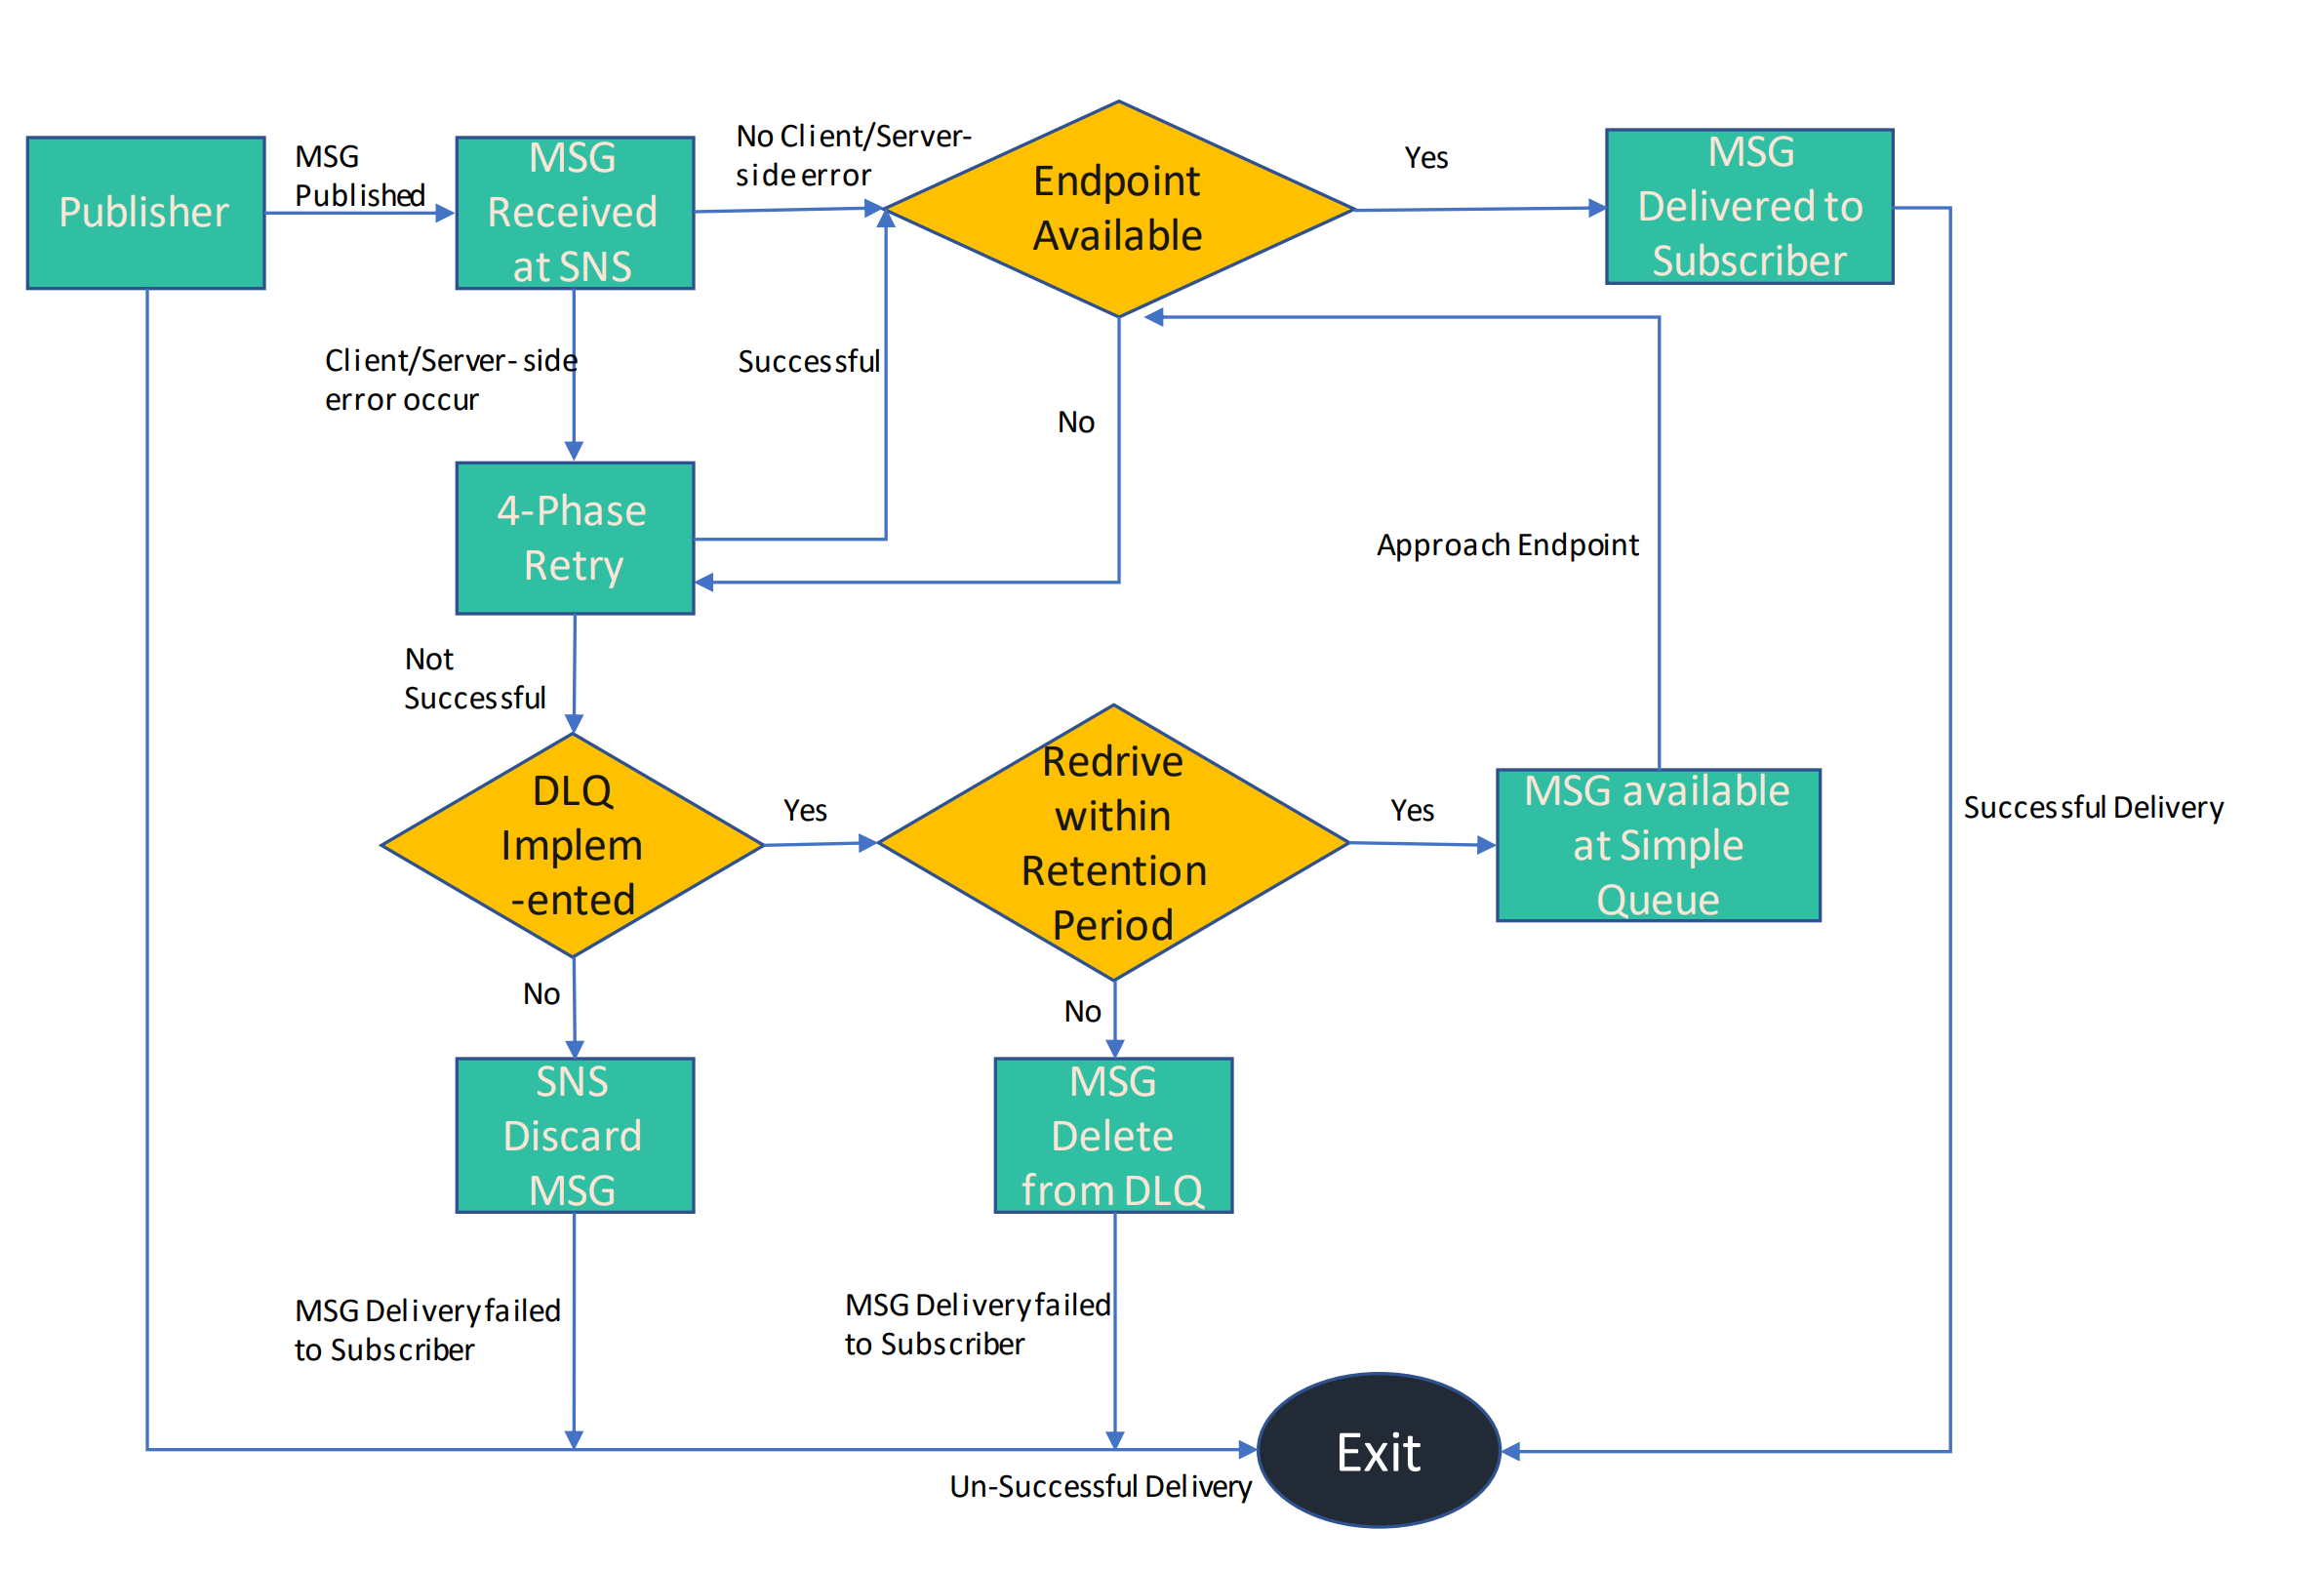 Publisher
MSG
Published
MSG
Received
at SNS
No Client/Server-
side error
Endpoint
Available
Yes
MSG
Delivered to
Subscriber
Client/Server- side
error occur
Successful
No
4-Phase
Retry
Approach Endpoint
Not
Successful
DLQ
Implem
-ented
Yes
Redrive
within
Retention
Period
Yes
MSG available
at Simple
Queue
Successful Delivery
No
No
SNS
Discard
MSG
MSG
Delete
from DLQ
MSG Delivery failed
to Subscriber
MSG Delivery failed
to Subscriber
Exit
Un-Successful Delivery